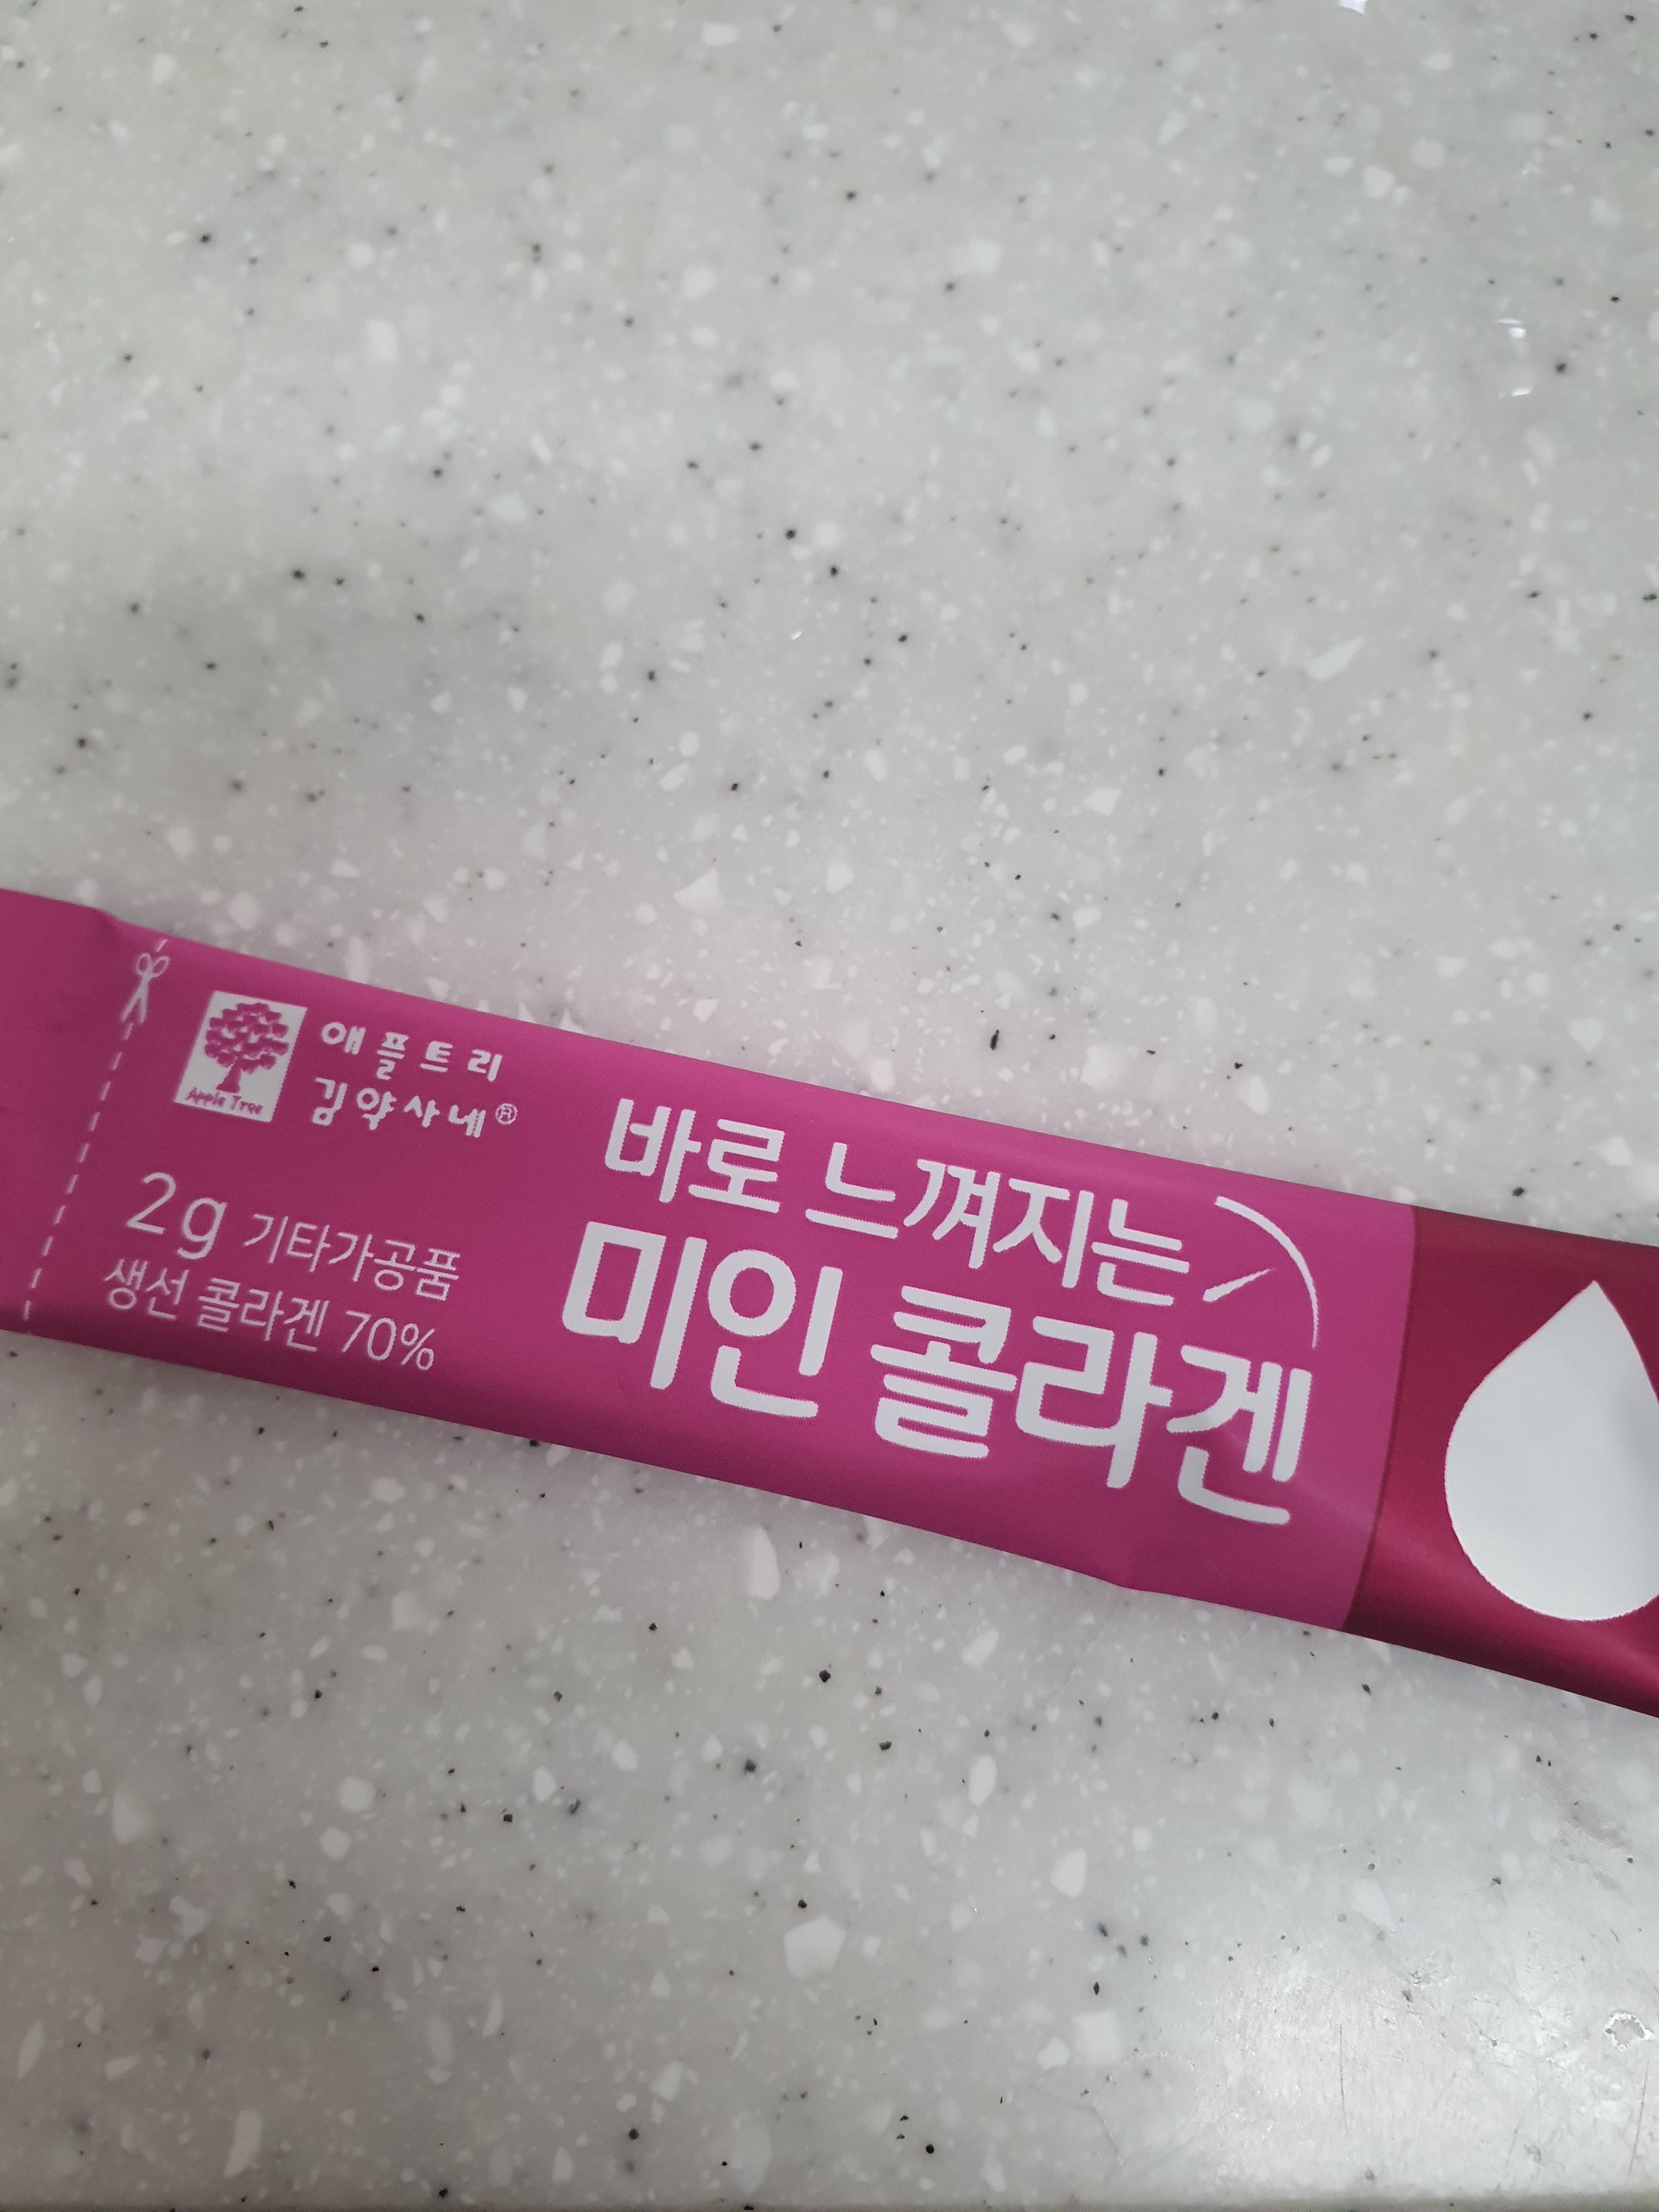 애플트리
김약사네®
Apple Tree
2g 기타가공품
생선 콜라겐 70%
바로 느껴지는
미인 콜라겐